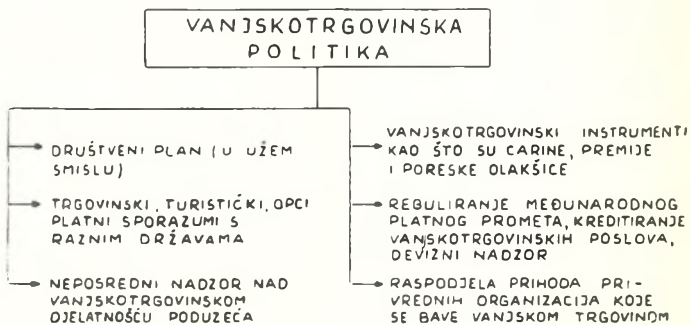 VANJSKOTRGOVINSKA
POLITIKA
DRUŠTVENI PLAN (U UŽEM
SMISLU)
TRGOVINSKI, TURISTIČKI, OPCI
PLATNI SPORAZUMI S
RAZNIM DRŽAVAMA
NEPOSREDNI NADZOR NAD
VANJSKOTRGOVINSKOM
DJELATNOŠĆU PODUZEĆA
VANJSKOTRGOVINSKI INSTRUMENTI
KAO ŠTO SU CARINE, PREMIJE
I PORESKE OLAKŠICE
REGULIRANJE MEĐUNARODNOG
PLATNOG PROMETA, KREDITIRANJE
VANJSKOTRGOVINSKIH POSLOVA,
DEVIZNI NADZOR
RASPODJELA PRIHODA PRI-
VREDNIH ORGANIZACIJA KOJE
SE BAVE VANJSKOM TRGOVINOM